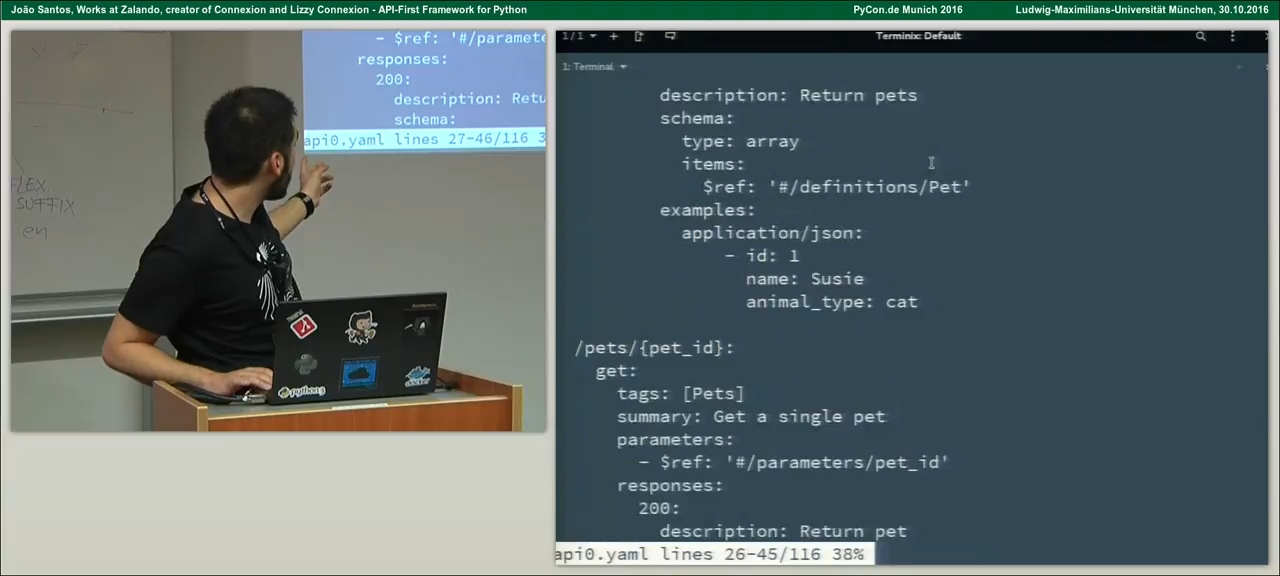 João Santos, Works at Zalando, creator of Connexion and Lizzy Connexion - API-First Framework for Python
PyCon.de Munich 2016
Ludwig-Maximilians-Universität München, 30.10.2016
- $ref: '#/paramete
responses:
200:
description: Retu
schema:
api0.yaml lines 27-46/116 3
FLEX
SUFFIX
en
python
docker
1/1
Terminix: Default
1: Terminal
description: Return pets
schema:
type: array
items:
$ref: '#/definitions/Pet'
examples:
application/json:
- id: 1
name: Susie
animal_type: cat
/pets/{pet_id}:
get:
tags: [Pets]
summary: Get a single pet
parameters:
- $ref: '#/parameters/pet_id'
responses:
200:
description: Return pet
api0.yaml lines 26-45/116 38%